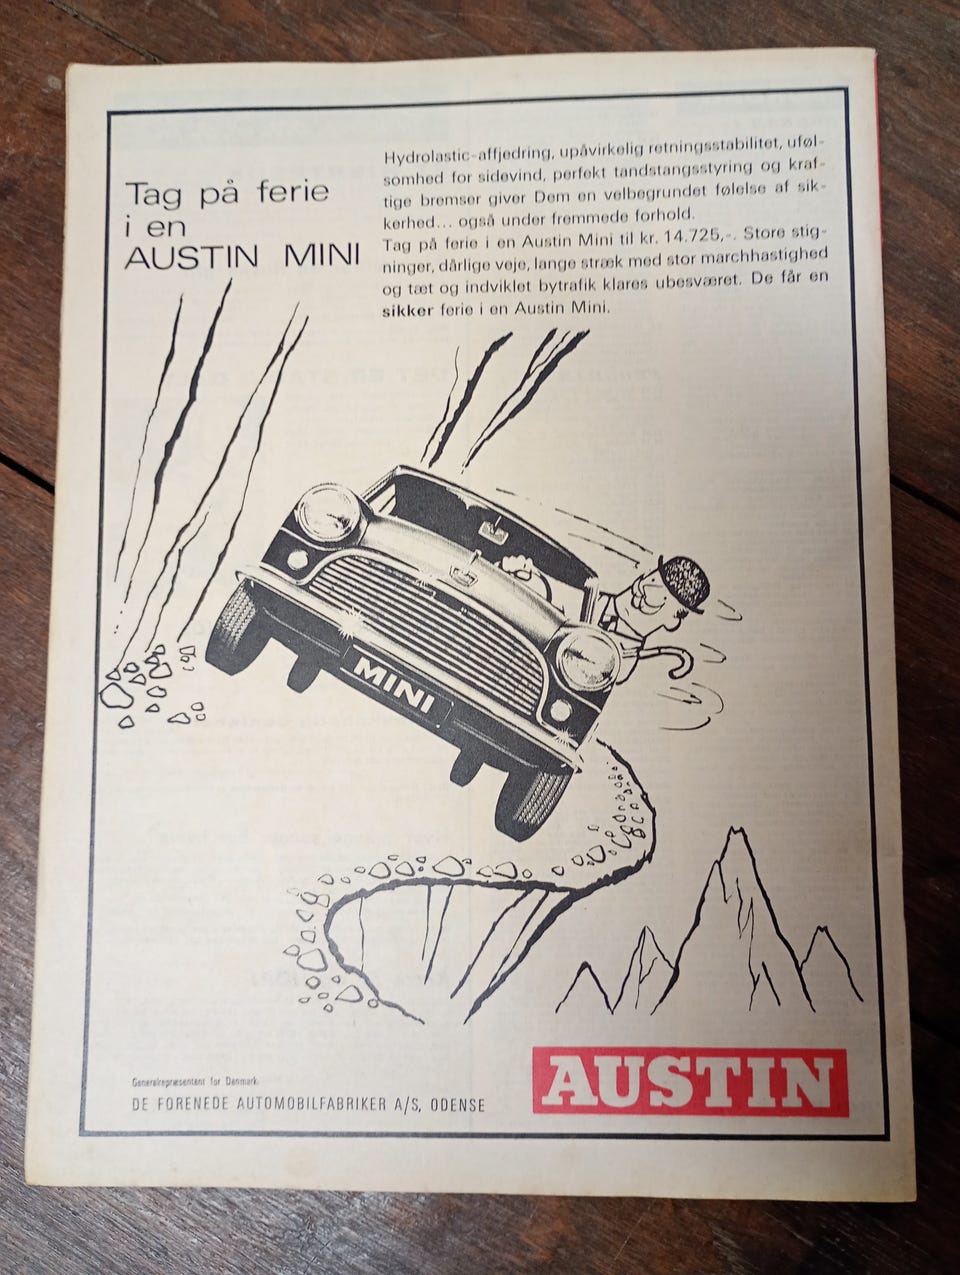 Tag på ferie
i en
AUSTIN MINI
Hydrolastic-affjedring, upåvirkelig retningsstabilitet, uføl-
somhed for sidevind, perfekt tandstangsstyring og kraf-
tige bremser giver Dem en velbegrundet følelse af sik-
kerhed... også under fremmede forhold.
Tag på ferie i en Austin Mini til kr. 14.725,-. Store stig-
ninger, dårlige veje, lange stræk med stor marchhastighed
og tæt og indviklet bytrafik klares ubesværet. De får en
sikker ferie i en Austin Mini.
MINI
Generalrepræsentent for Denmark:
DE FORENEDE AUTOMOBILFABRIKER A/S, ODENSE
AUSTIN